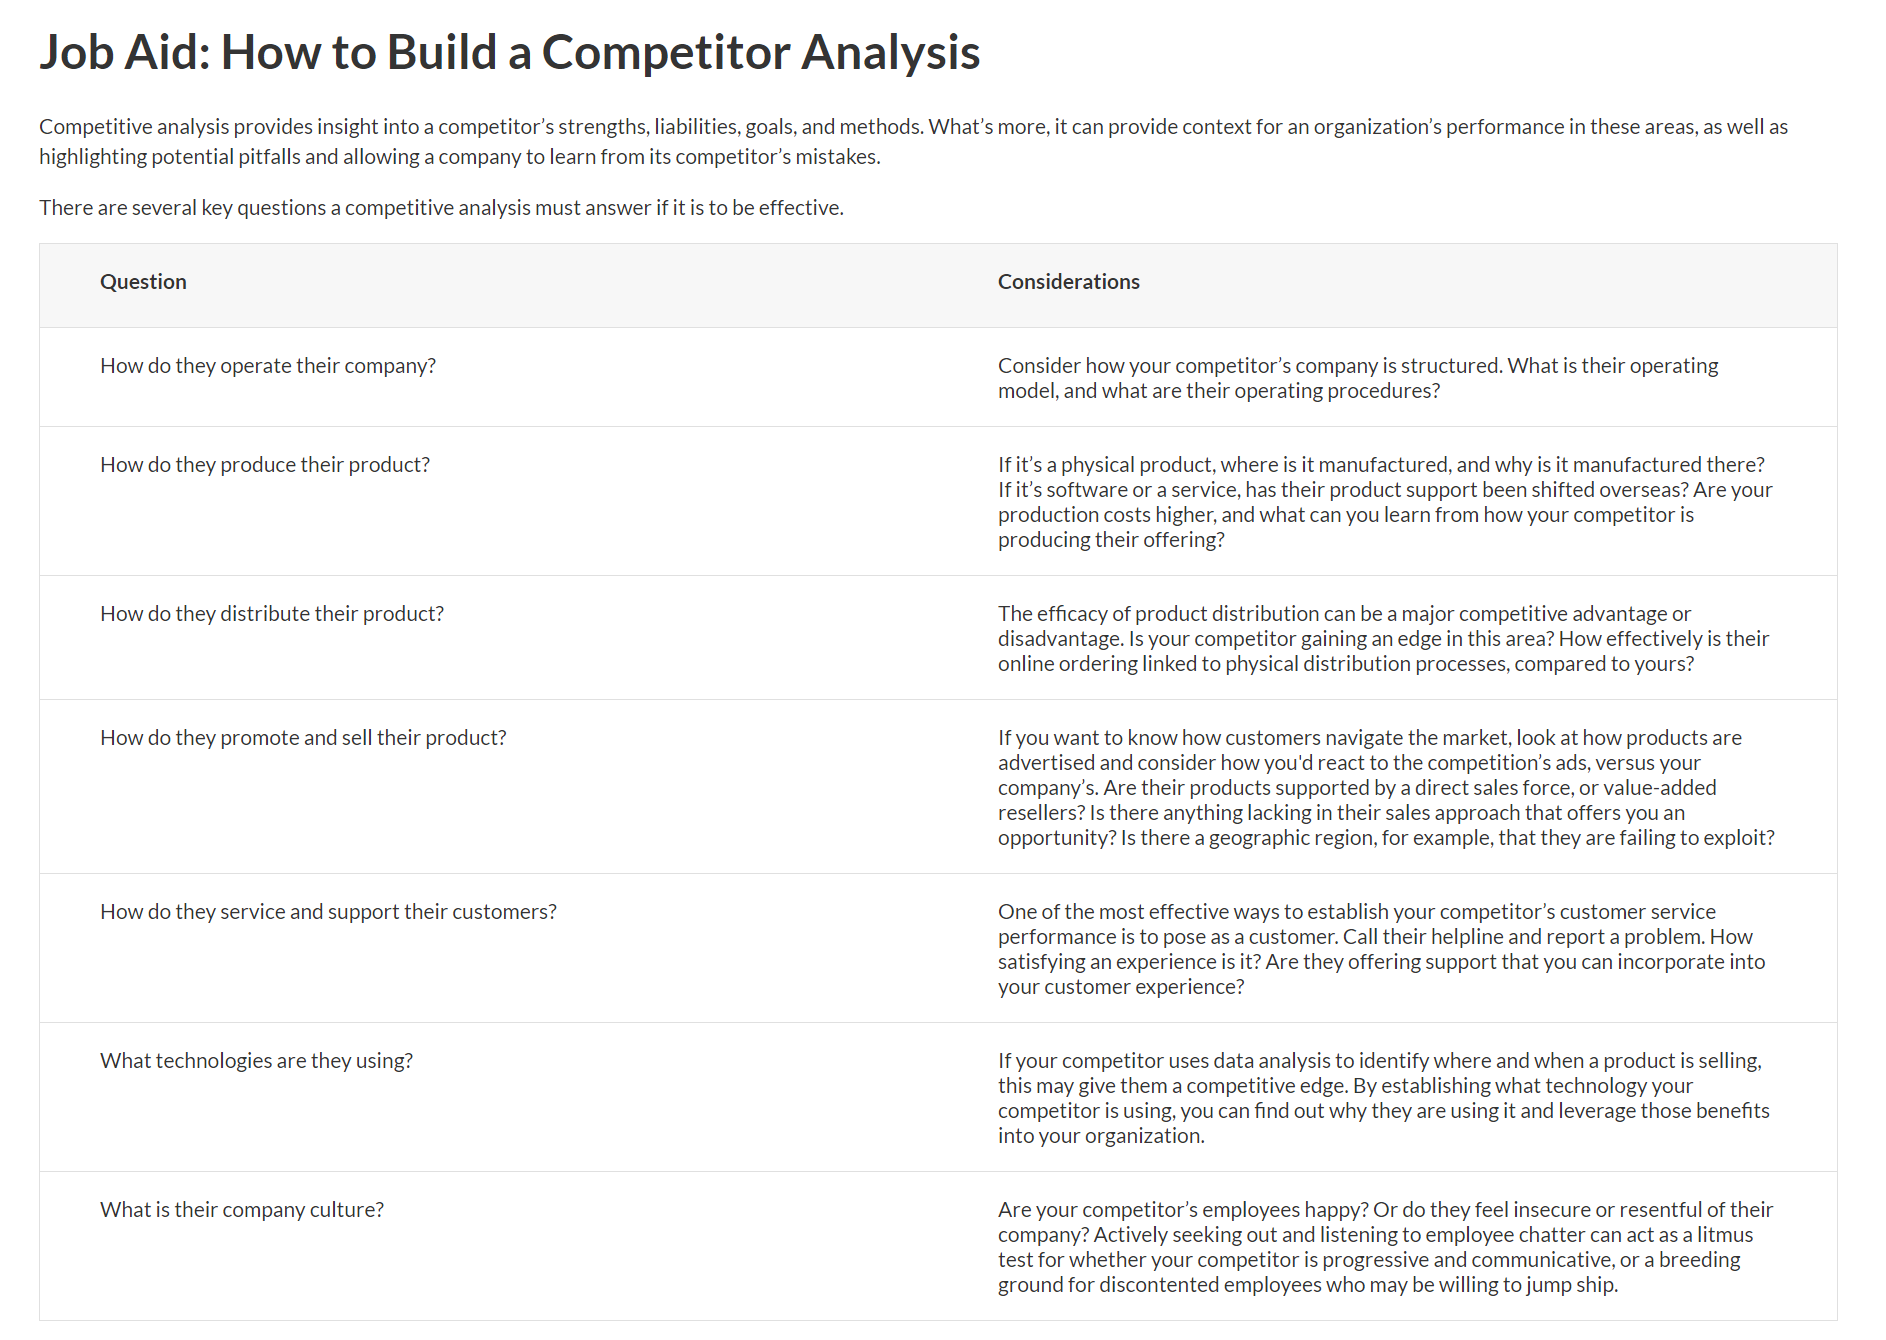 Job Aid: How to Build a Competitor Analysis
Competitive analysis provides insight into a competitor’s strengths, liabilities, goals, and methods. What’s more, it can provide context for an organization’s performance in these areas, as well as
highlighting potential pitfalls and allowing a company to learn from its competitor’s mistakes.
There are several key questions a competitive analysis must answer if it is to be effective.
Question
Considerations
How do they operate their company?
Consider how your competitor’s company is structured. What is their operating
model, and what are their operating procedures?
How do they produce their product?
If it’s a physical product, where is it manufactured, and why is it manufactured there?
If it’s software or a service, has their product support been shifted overseas? Are your
production costs higher, and what can you learn from how your competitor is
producing their offering?
How do they distribute their product?
The efficacy of product distribution can be a major competitive advantage or
disadvantage. Is your competitor gaining an edge in this area? How effectively is their
online ordering linked to physical distribution processes, compared to yours?
How do they promote and sell their product?
If you want to know how customers navigate the market, look at how products are
advertised and consider how you'd react to the competition’s ads, versus your
company’s. Are their products supported by a direct sales force, or value-added
resellers? Is there anything lacking in their sales approach that offers you an
opportunity? Is there a geographic region, for example, that they are failing to exploit?
How do they service and support their customers?
One of the most effective ways to establish your competitor’s customer service
performance is to pose as a customer. Call their helpline and report a problem. How
satisfying an experience is it? Are they offering support that you can incorporate into
your customer experience?
What technologies are they using?
If your competitor uses data analysis to identify where and when a product is selling,
this may give them a competitive edge. By establishing what technology your
competitor is using, you can find out why they are using it and leverage those benefits
into your organization.
What is their company culture?
Are your competitor’s employees happy? Or do they feel insecure or resentful of their
company? Actively seeking out and listening to employee chatter can act as a litmus
test for whether your competitor is progressive and communicative, or a breeding
ground for discontented employees who may be willing to jump ship.